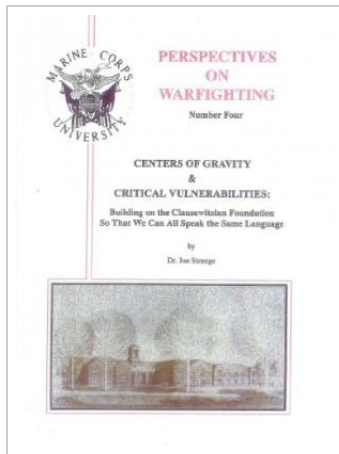 MARINE CORPS
UNIVERSITY
PERSPECTIVES
ON
WARFIGHTING
Number Four
CENTERS OF GRAVITY
&
CRITICAL VULNERABILITIES:
Building on the Clausewitzian Foundation
So That We Can All Speak the Same Language
by
Dr. Joe Strange